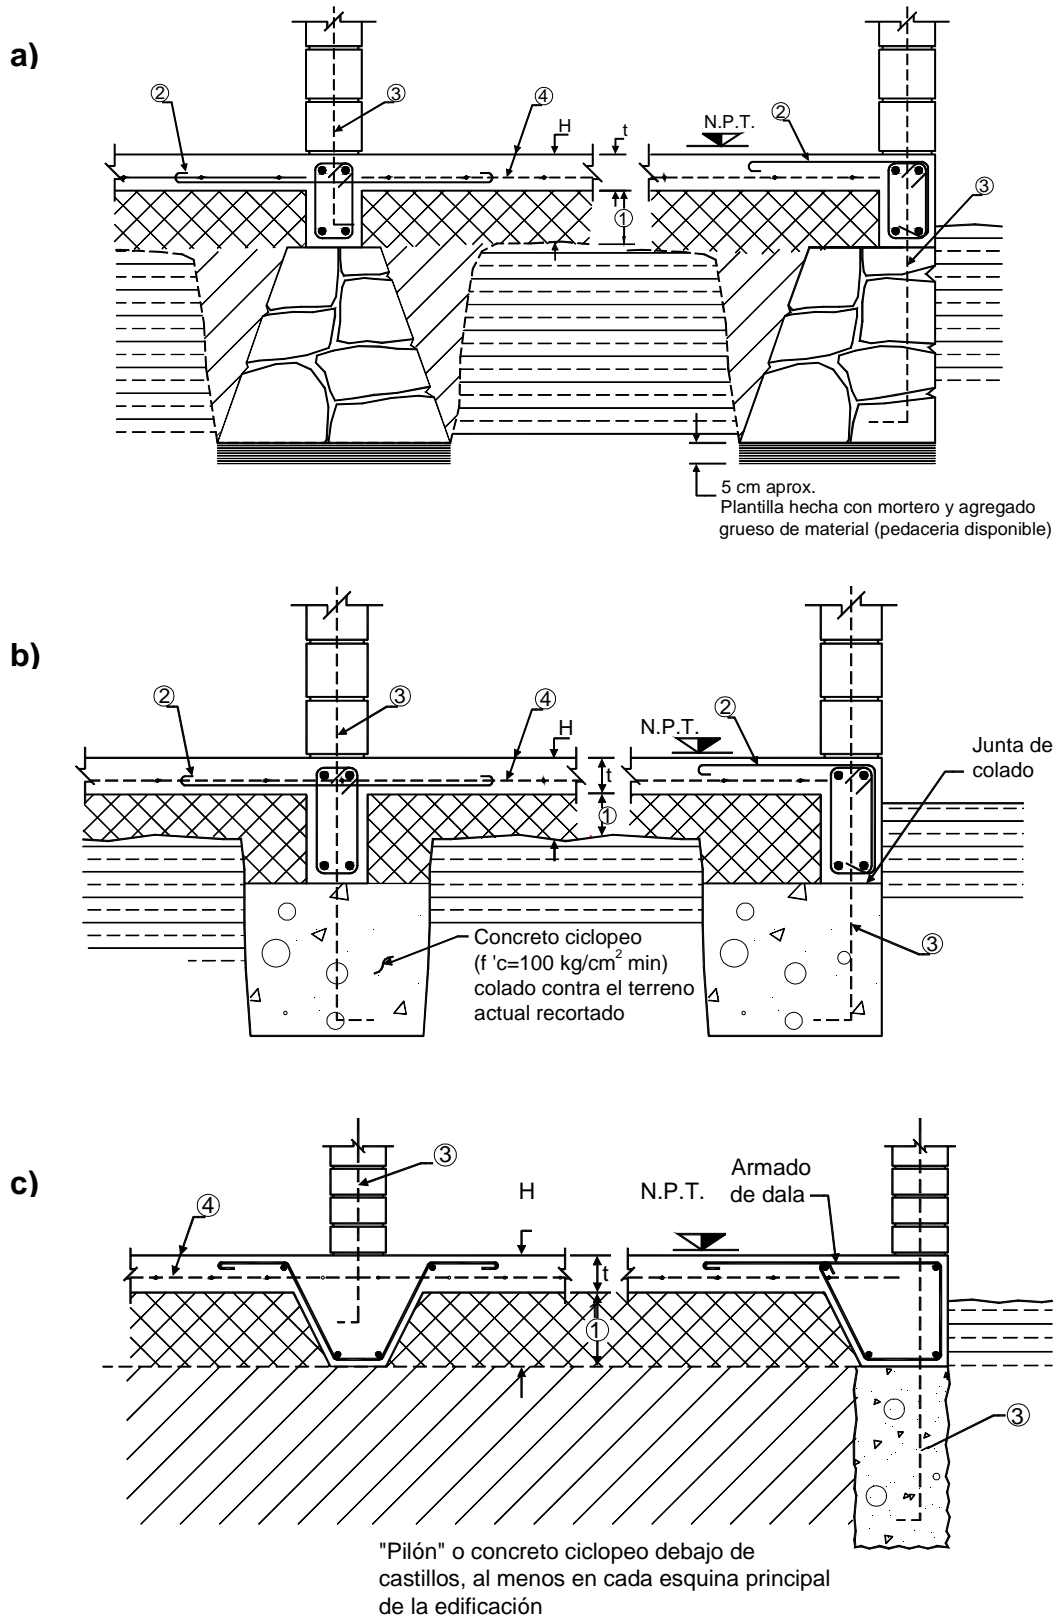 a)
②
③
④
H
t
N.P.T.
②
③
①
5 cm aprox.
Plantilla hecha con mortero y agregado
grueso de material (pedaceria disponible)
b)
②
③
④
H
N.P.T.
②
t
①
Junta de
colado
Concreto ciclopeo
(f 'c=100 kg/cm² min)
colado contra el terreno
actual recortado
③
c)
③
④
H
N.P.T.
Armado
de dala
t
①
③
"Pilón" o concreto ciclopeo debajo de
castillos, al menos en cada esquina principal
de la edificación